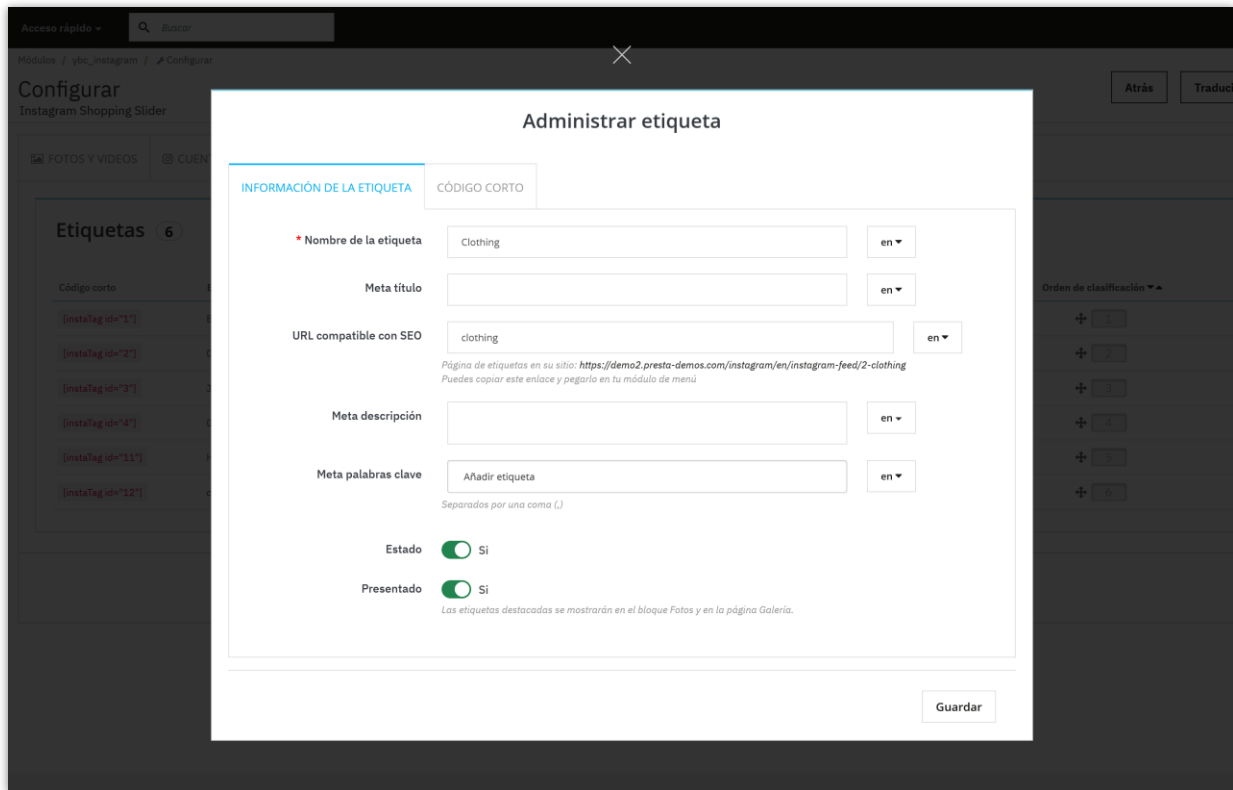 Acceso rápido
Buscar
Módulos / ybc_instagram / Configurar
Configurar
Instagram Shopping Slider
Atrás
FOTOS Y VIDEOS
Administrar etiqueta
INFORMACIÓN DE LA ETIQUETA
CÓDIGO CORTO
Etiquetas 6
Código corto
Orden de clasificación
[instaTag id="1"]
1
[instaTag id="2"]
2
[instaTag id="3"]
3
[instaTag id="4"]
4
[instaTag id="11"]
5
[instaTag id="12"]
6
* Nombre de la etiqueta Clothing en
Meta título en
URL compatible con SEO clothing en
Página de etiquetas en su sitio: https://demo2.presta-demos.com/instagram/en/instagram-feed/2-clothing
Puedes copiar este enlace y pegarlo en tu módulo de menú
Meta descripción en
Meta palabras clave Añadir etiqueta en
Separados por una coma (,)
Estado Si
Presentado Si
Las etiquetas destacadas se mostrarán en el bloque Fotos y en la página Galería.
Guardar